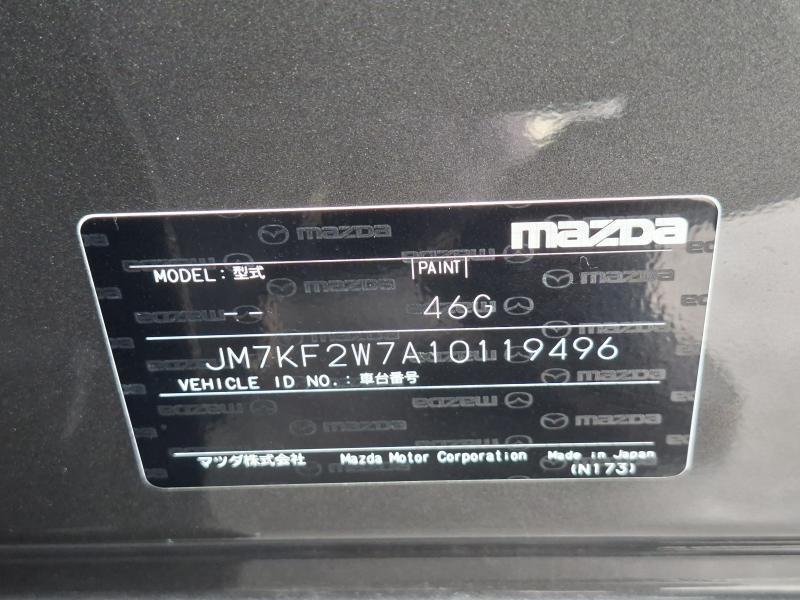 mazda
MODEL：型式
PAINT
-- 46G
JM7KF2W7A10119496
VEHICLE ID NO.：車台番号
マツダ株式会社 Mazda Motor Corporation Made in Japan
(N173)